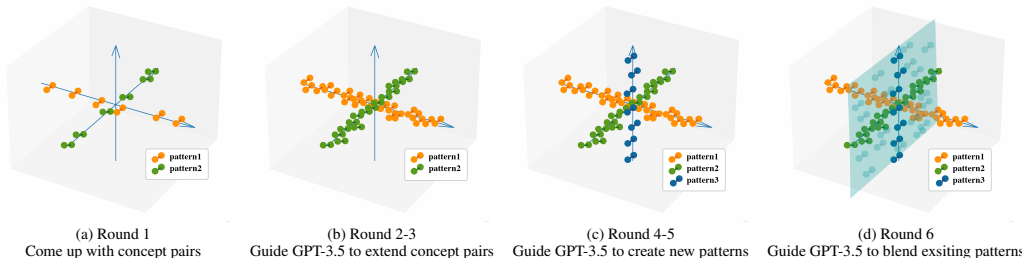 pattern1
pattern2
pattern1
pattern2
pattern1
pattern2
pattern3
pattern1
pattern2
pattern3
(a) Round 1
Come up with concept pairs
(b) Round 2-3
Guide GPT-3.5 to extend concept pairs
(c) Round 4-5
Guide GPT-3.5 to create new patterns
(d) Round 6
Guide GPT-3.5 to blend exsiting patterns